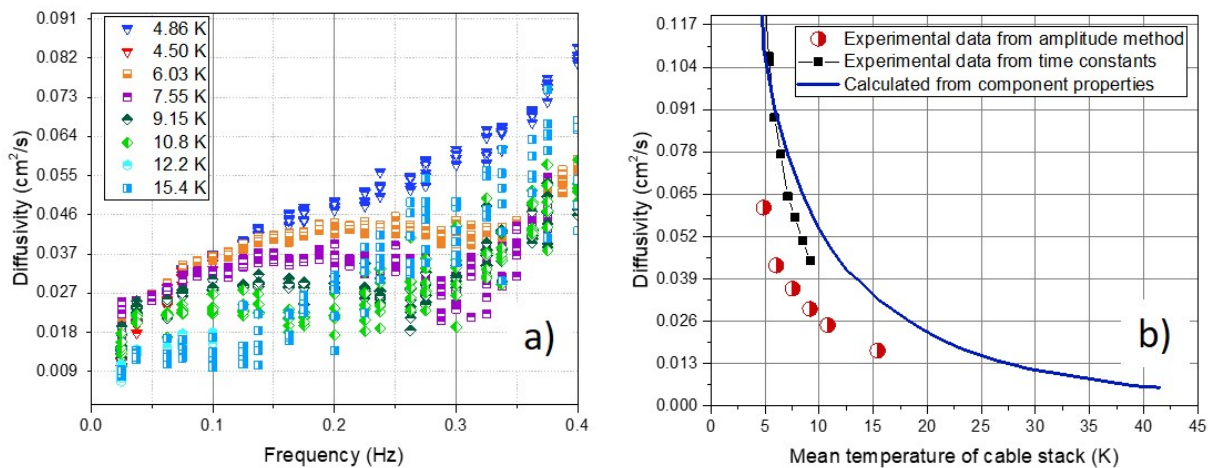 0.091
0.082
0.073
0.064
0.055
0.046
0.037
0.027
0.018
0.009
Diffusivity (cm²/s)
4.86 K
4.50 K
6.03 K
7.55 K
9.15 K
10.8 K
12.2 K
15.4 K
a)
0.0 0.1 0.2 0.3 0.4
Frequency (Hz)
0.117
0.104
0.091
0.078
0.065
0.052
0.039
0.026
0.013
0.000
Diffusivity (cm²/s)
Experimental data from amplitude method
Experimental data from time constants
Calculated from component properties
b)
0 5 10 15 20 25 30 35 40 45
Mean temperature of cable stack (K)